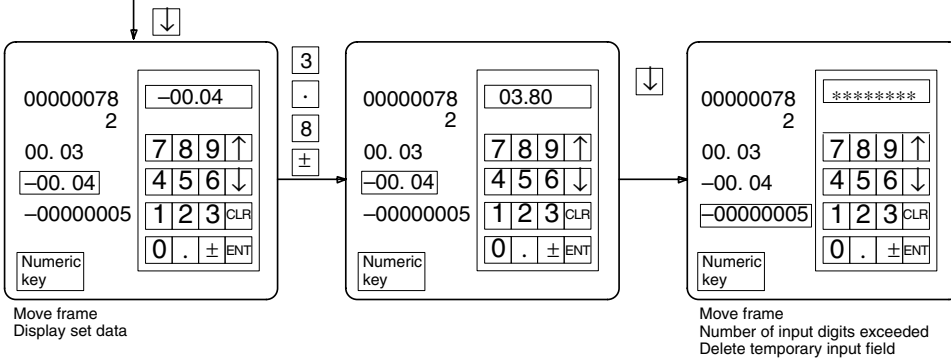 ↓
00000078
2
00. 03
–00. 04
–00000005
Numeric
key
–00.04
7 8 9 ↑
4 5 6 ↓
1 2 3 CLR
0 . ± ENT
Move frame
Display set data
3
.
8
±
00000078
2
00. 03
–00. 04
–00000005
Numeric
key
03.80
7 8 9 ↑
4 5 6 ↓
1 2 3 CLR
0 . ± ENT
↓
00000078
2
00. 03
–00. 04
–00000005
Numeric
key
********
7 8 9 ↑
4 5 6 ↓
1 2 3 CLR
0 . ± ENT
Move frame
Number of input digits exceeded
Delete temporary input field